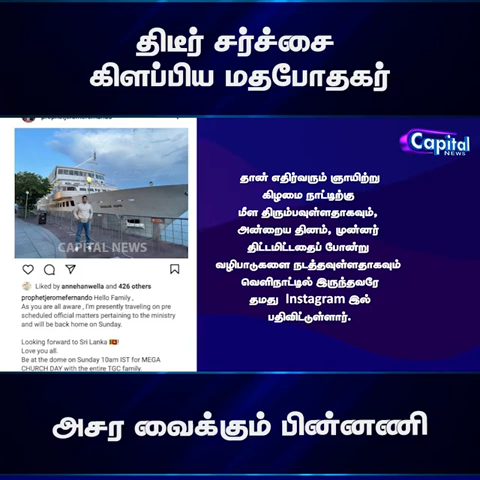 திடீர் சர்ச்சை
கிளப்பிய மதபோதகர்
Capital
NEWS
CAPITAL NEWS
Liked by annehanwella and 426 others
prophetjeromefernando Hello Family ,
As you are all aware , I'm presently traveling on pre
scheduled official matters pertaining to the ministry
and will be back home on Sunday.
Looking forward to Sri Lanka 🇱🇰!
Love you all.
Be at the dome on Sunday 10am IST for MEGA
CHURCH DAY with the entire TGC family.
தான் எதிர்வரும் ஞாயிற்று
கிழமை நாட்டிற்கு
மீள திரும்பவுள்ளதாகவும்,
அன்றைய தினம், முன்னர்
திட்டமிட்டதைப் போன்று
வழிபாடுகளை நடத்தவுள்ளதாகவும்
வெளிநாட்டில் இருந்தவரே
தமது Instagram இல்
பதிவிட்டுள்ளார்.
அசர வைக்கும் பின்னணி